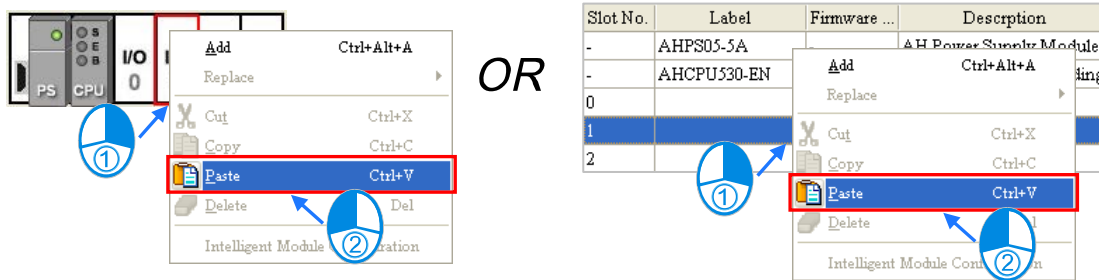 S
E
B
PS
CPU
I/O
0
I
Add Ctrl+Alt+A
Replace
Cut Ctrl+X
Copy Ctrl+C
Paste Ctrl+V
Delete Del
Intelligent Module ration
1
2
OR
Slot No. Label Firmware ... Descrption
- AHPS05-5A - AH Power Supply Module
- AHCPU530-EN ding
0
1
2
Add Ctrl+Alt+A
Replace
Cut Ctrl+X
Copy Ctrl+C
Paste Ctrl+V
Delete l
Intelligent Module Con n
1
2